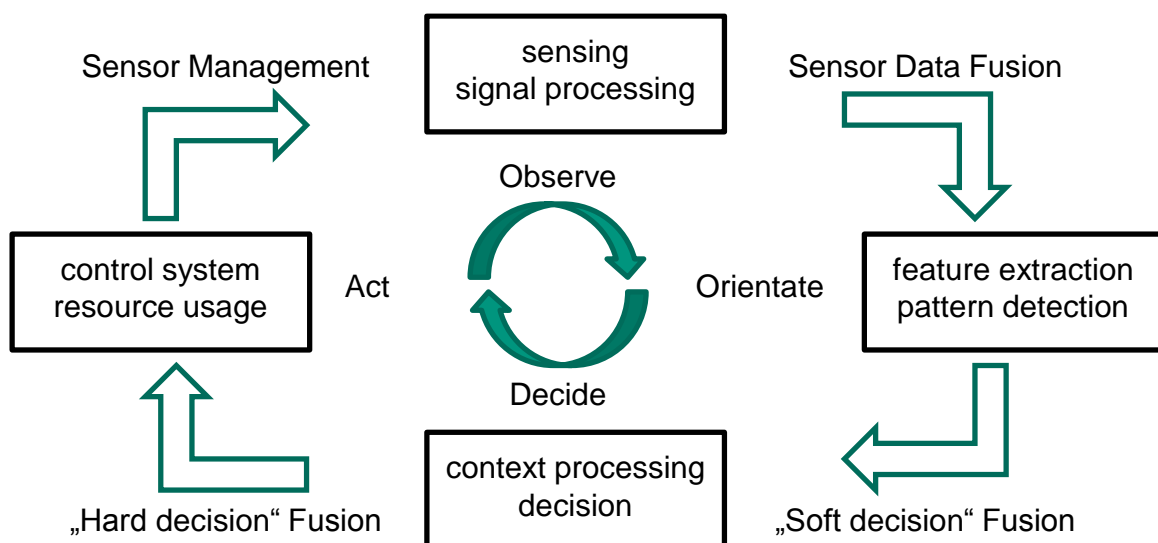 Sensor Management
sensing
signal processing
Sensor Data Fusion
Observe
control system
resource usage
Act
Orientate
feature extraction
pattern detection
Decide
context processing
decision
„Hard decision“ Fusion
„Soft decision“ Fusion